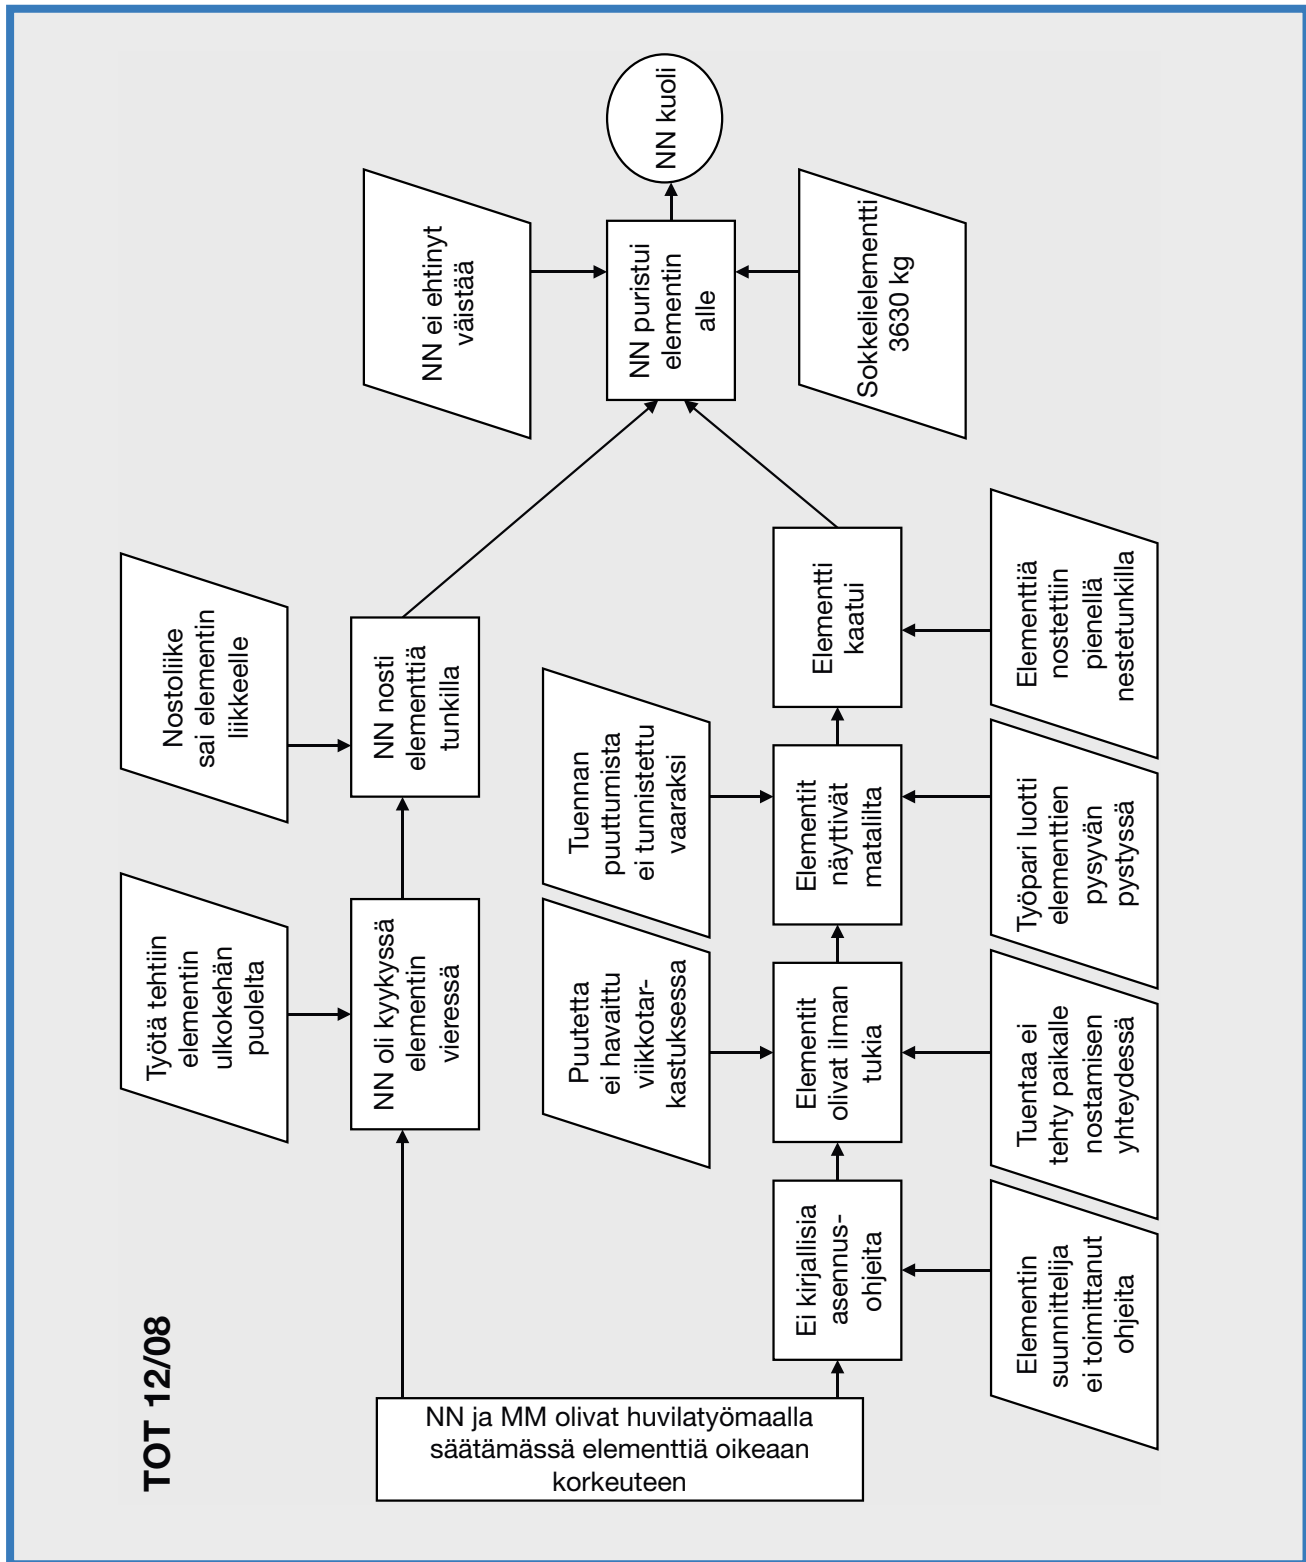 TOT 12/08
NN ja MM olivat huvilatyömaalla
säätämässä elementtiä oikeaan
korkeuteen
Työtä tehtiin
elementin
ulkokehän
puolelta
NN oli kyykyssä
elementin
vieressä
Nostoliike
sai elementin
liikkeelle
NN nosti
elementtiä
tunkilla
Ei kirjallisia
asennus-
ohjeita
Elementin
suunnittelija
ei toimittanut
ohjeita
Puutetta
ei havaittu
viikkotar-
kastuksessa
Elementit
olivat ilman
tukia
Tuentaa ei
tehty paikalle
nostamisen
yhteydessä
Tuennan
puuttumista
ei tunnistettu
vaaraksi
Elementit
näyttivät
matalilta
Työpari luotti
elementtien
pysyvän
pystyssä
Elementti
kaatui
Elementtiä
nostettiin
pienellä
nestetunkilla
NN ei ehtinyt
väistää
NN puristui
elementin
alle
Sokkelielementti
3630 kg
NN kuoli